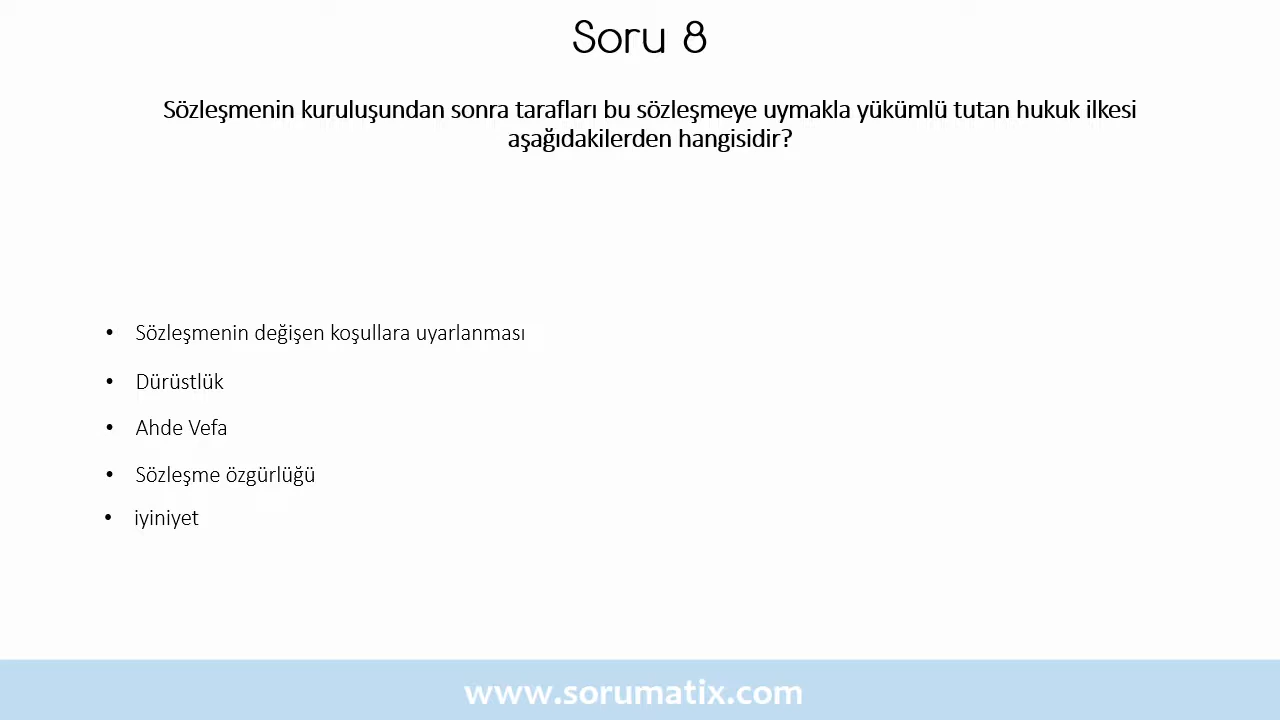 Soru 8
Sözleşmenin kuruluşundan sonra tarafları bu sözleşmeye uymakla yükümlü tutan hukuk ilkesi
aşağıdakilerden hangisidir?
• Sözleşmenin değişen koşullara uyarlanması
• Dürüstlük
• Ahde Vefa
• Sözleşme özgürlüğü
• iyiniyet
www.sorumatix.com